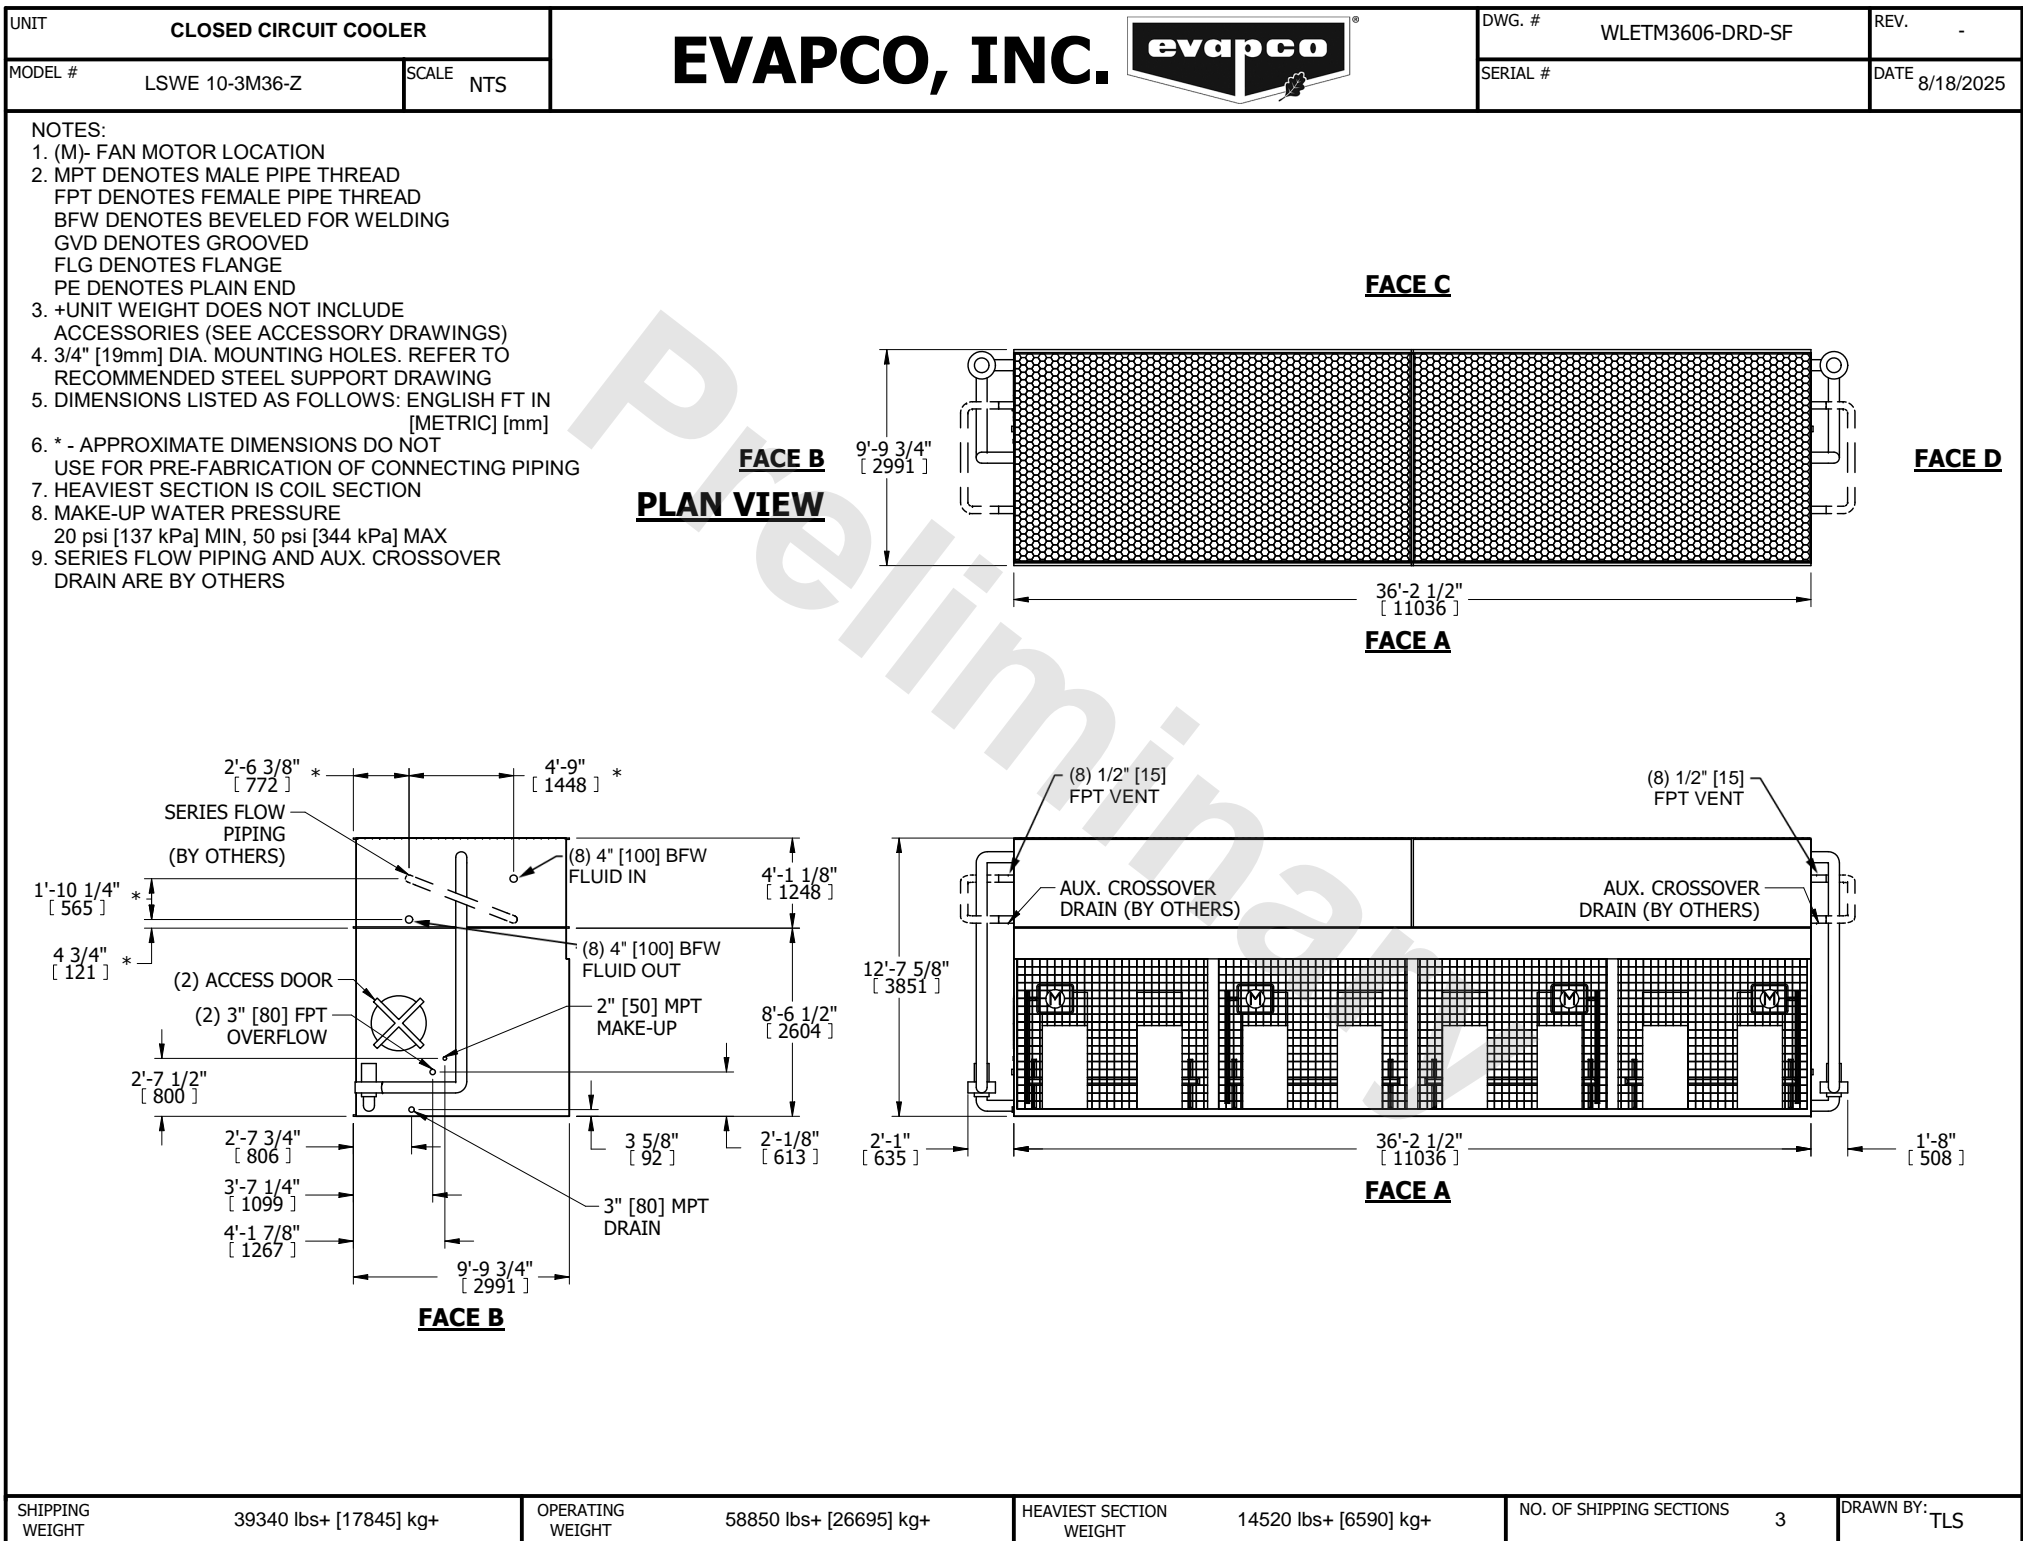 UNIT
CLOSED CIRCUIT COOLER
MODEL #
LSWE 10-3M36-Z
SCALE
NTS
EVAPCO, INC.
evapco
®
DWG. #
WLETM3606-DRD-SF
REV.
-
SERIAL #
DATE
8/18/2025
NOTES:
1. (M)- FAN MOTOR LOCATION
2. MPT DENOTES MALE PIPE THREAD
FPT DENOTES FEMALE PIPE THREAD
BFW DENOTES BEVELED FOR WELDING
GVD DENOTES GROOVED
FLG DENOTES FLANGE
PE DENOTES PLAIN END
3. +UNIT WEIGHT DOES NOT INCLUDE
ACCESSORIES (SEE ACCESSORY DRAWINGS)
4. 3/4" [19mm] DIA. MOUNTING HOLES. REFER TO
RECOMMENDED STEEL SUPPORT DRAWING
5. DIMENSIONS LISTED AS FOLLOWS: ENGLISH FT IN
[METRIC] [mm]
6. * - APPROXIMATE DIMENSIONS DO NOT
USE FOR PRE-FABRICATION OF CONNECTING PIPING
7. HEAVIEST SECTION IS COIL SECTION
8. MAKE-UP WATER PRESSURE
20 psi [137 kPa] MIN, 50 psi [344 kPa] MAX
9. SERIES FLOW PIPING AND AUX. CROSSOVER
DRAIN ARE BY OTHERS
Preliminary
FACE C
FACE B
PLAN VIEW
9'-9 3/4"
[ 2991 ]
FACE D
36'-2 1/2"
[ 11036 ]
FACE A
2'-6 3/8" *
[ 772 ]
4'-9" *
[ 1448 ]
SERIES FLOW
PIPING
(BY OTHERS)
(8) 4" [100] BFW
FLUID IN
1'-10 1/4" *
[ 565 ]
4'-1 1/8"
[ 1248 ]
4 3/4" *
[ 121 ]
(8) 4" [100] BFW
FLUID OUT
(2) ACCESS DOOR
(2) 3" [80] FPT
OVERFLOW
2" [50] MPT
MAKE-UP
8'-6 1/2"
[ 2604 ]
2'-7 1/2"
[ 800 ]
2'-7 3/4"
[ 806 ]
3 5/8"
[ 92 ]
2'-1/8"
[ 613 ]
3'-7 1/4"
[ 1099 ]
3" [80] MPT
DRAIN
4'-1 7/8"
[ 1267 ]
9'-9 3/4"
[ 2991 ]
FACE B
(8) 1/2" [15]
FPT VENT
(8) 1/2" [15]
FPT VENT
AUX. CROSSOVER
DRAIN (BY OTHERS)
AUX. CROSSOVER
DRAIN (BY OTHERS)
12'-7 5/8"
[ 3851 ]
M
M
M
M
2'-1"
[ 635 ]
36'-2 1/2"
[ 11036 ]
1'-8"
[ 508 ]
FACE A
SHIPPING
WEIGHT
39340 lbs+ [17845] kg+
OPERATING
WEIGHT
58850 lbs+ [26695] kg+
HEAVIEST SECTION
WEIGHT
14520 lbs+ [6590] kg+
NO. OF SHIPPING SECTIONS
3
DRAWN BY:
TLS